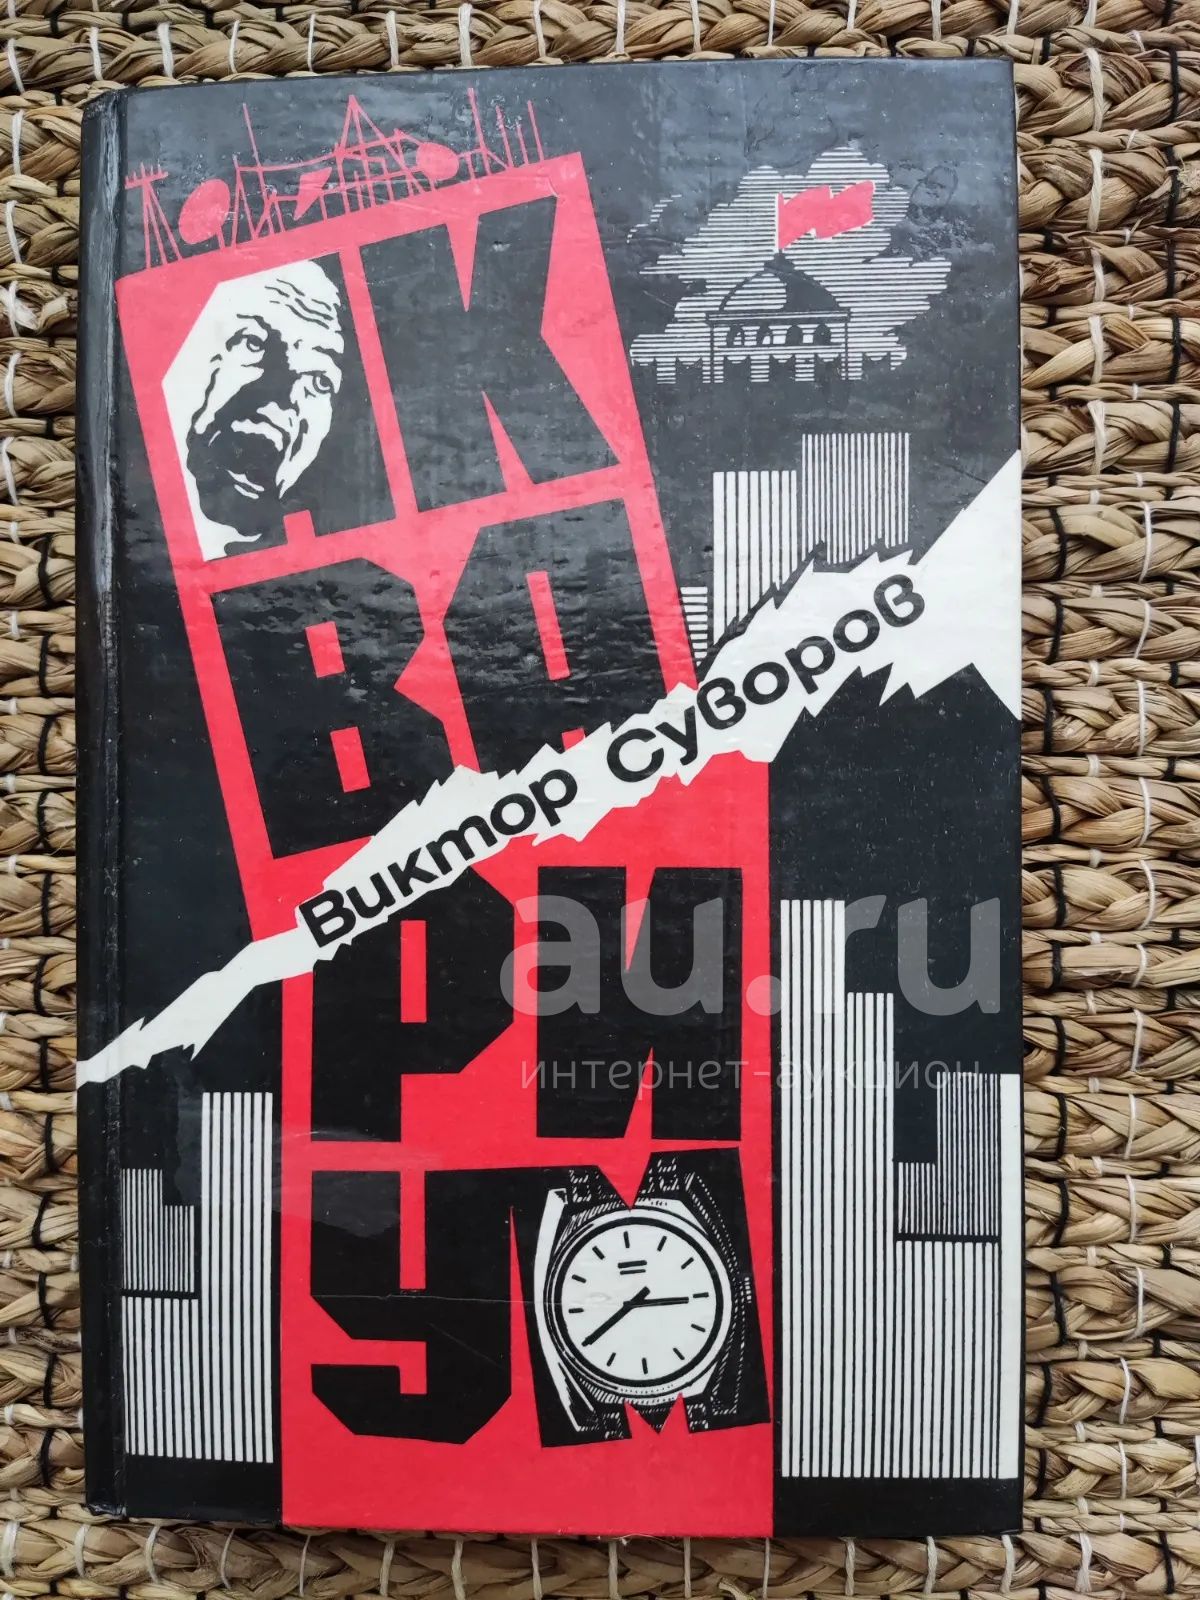 АК
ВА
Виктор Суворов
РИ
УМ
au.ru
интернет-аукцион